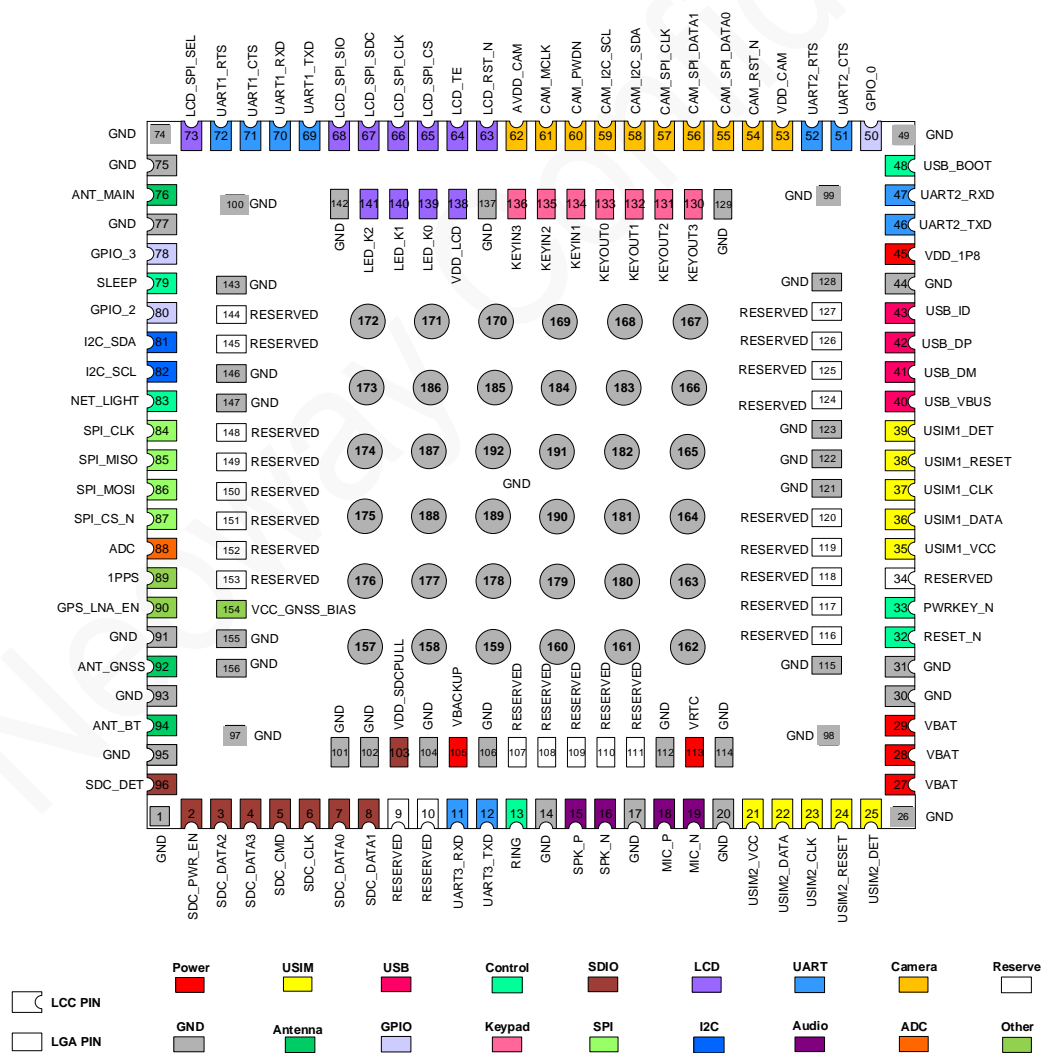 LCD_SPI_SEL
UART1_RTS
UART1_CTS
UART1_RXD
UART1_TXD
LCD_SPI_SIO
LCD_SPI_SDC
LCD_SPI_CLK
LCD_SPI_CS
LCD_TE
LCD_RST_N
AVDD_CAM
CAM_MCLK
CAM_PWDN
CAM_I2C_SCL
CAM_I2C_SDA
CAM_SPI_CLK
CAM_SPI_DATA1
CAM_SPI_DATA0
CAM_RST_N
VDD_CAM
UART2_RTS
UART2_CTS
GPIO_0
GND 74 73 72 71 70 69 68 67 66 65 64 63 62 61 60 59 58 57 56 55 54 53 52 51 50 49 GND
GND 75
ANT_MAIN 76
GND 77
GPIO_3 78
SLEEP 79
GPIO_2 80
I2C_SDA 81
I2C_SCL 82
NET_LIGHT 83
SPI_CLK 84
SPI_MISO 85
SPI_MOSI 86
SPI_CS_N 87
ADC 88
1PPS 89
GPS_LNA_EN 90
GND 91
ANT_GNSS 92
GND 93
ANT_BT 94
GND 95
SDC_DET 96
100 GND
143 GND
144 RESERVED
145 RESERVED
146 GND
147 GND
148 RESERVED
149 RESERVED
150 RESERVED
151 RESERVED
152 RESERVED
153 RESERVED
154 VCC_GNSS_BIAS
155 GND
156 GND
97 GND
142 141 140 139 138 137 136 135 134 133 132 131 130 129
GND
LED_K2
LED_K1
LED_K0
VDD_LCD
GND
KEYIN3
KEYIN2
KEYIN1
KEYOUT0
KEYOUT1
KEYOUT2
KEYOUT3
GND
172 171 170 169 168 167
173 186 185 184 183 166
174 187 192 191 182 165
GND
175 188 189 190 181 164
176 177 178 179 180 163
157 158 159 160 161 162
GND
GND
VDD_SDCPULL
GND
VBACKUP
GND
RESERVED
RESERVED
RESERVED
RESERVED
RESERVED
GND
VRTC
GND
101 102 103 104 105 106 107 108 109 110 111 112 113 114
GND 99
GND 128
RESERVED 127
RESERVED 126
RESERVED 125
RESERVED 124
GND 123
GND 122
GND 121
RESERVED 120
RESERVED 119
RESERVED 118
RESERVED 117
RESERVED 116
GND 115
GND 98
48 USB_BOOT
47 UART2_RXD
46 UART2_TXD
45 VDD_1P8
44 GND
43 USB_ID
42 USB_DP
41 USB_DM
40 USB_VBUS
39 USIM1_DET
38 USIM1_RESET
37 USIM1_CLK
36 USIM1_DATA
35 USIM1_VCC
34 RESERVED
33 PWRKEY_N
32 RESET_N
31 GND
30 GND
29 VBAT
28 VBAT
27 VBAT
1 2 3 4 5 6 7 8 9 10 11 12 13 14 15 16 17 18 19 20 21 22 23 24 25 26 GND
GND
SDC_PWR_EN
SDC_DATA2
SDC_DATA3
SDC_CMD
SDC_CLK
SDC_DATA0
SDC_DATA1
RESERVED
RESERVED
UART3_RXD
UART3_TXD
RING
GND
SPK_P
SPK_N
GND
MIC_P
MIC_N
GND
USIM2_VCC
USIM2_DATA
USIM2_CLK
USIM2_RESET
USIM2_DET
Power USIM USB Control SDIO LCD UART Camera Reserve
LCC PIN
GND Antenna GPIO Keypad SPI I2C Audio ADC Other
LGA PIN